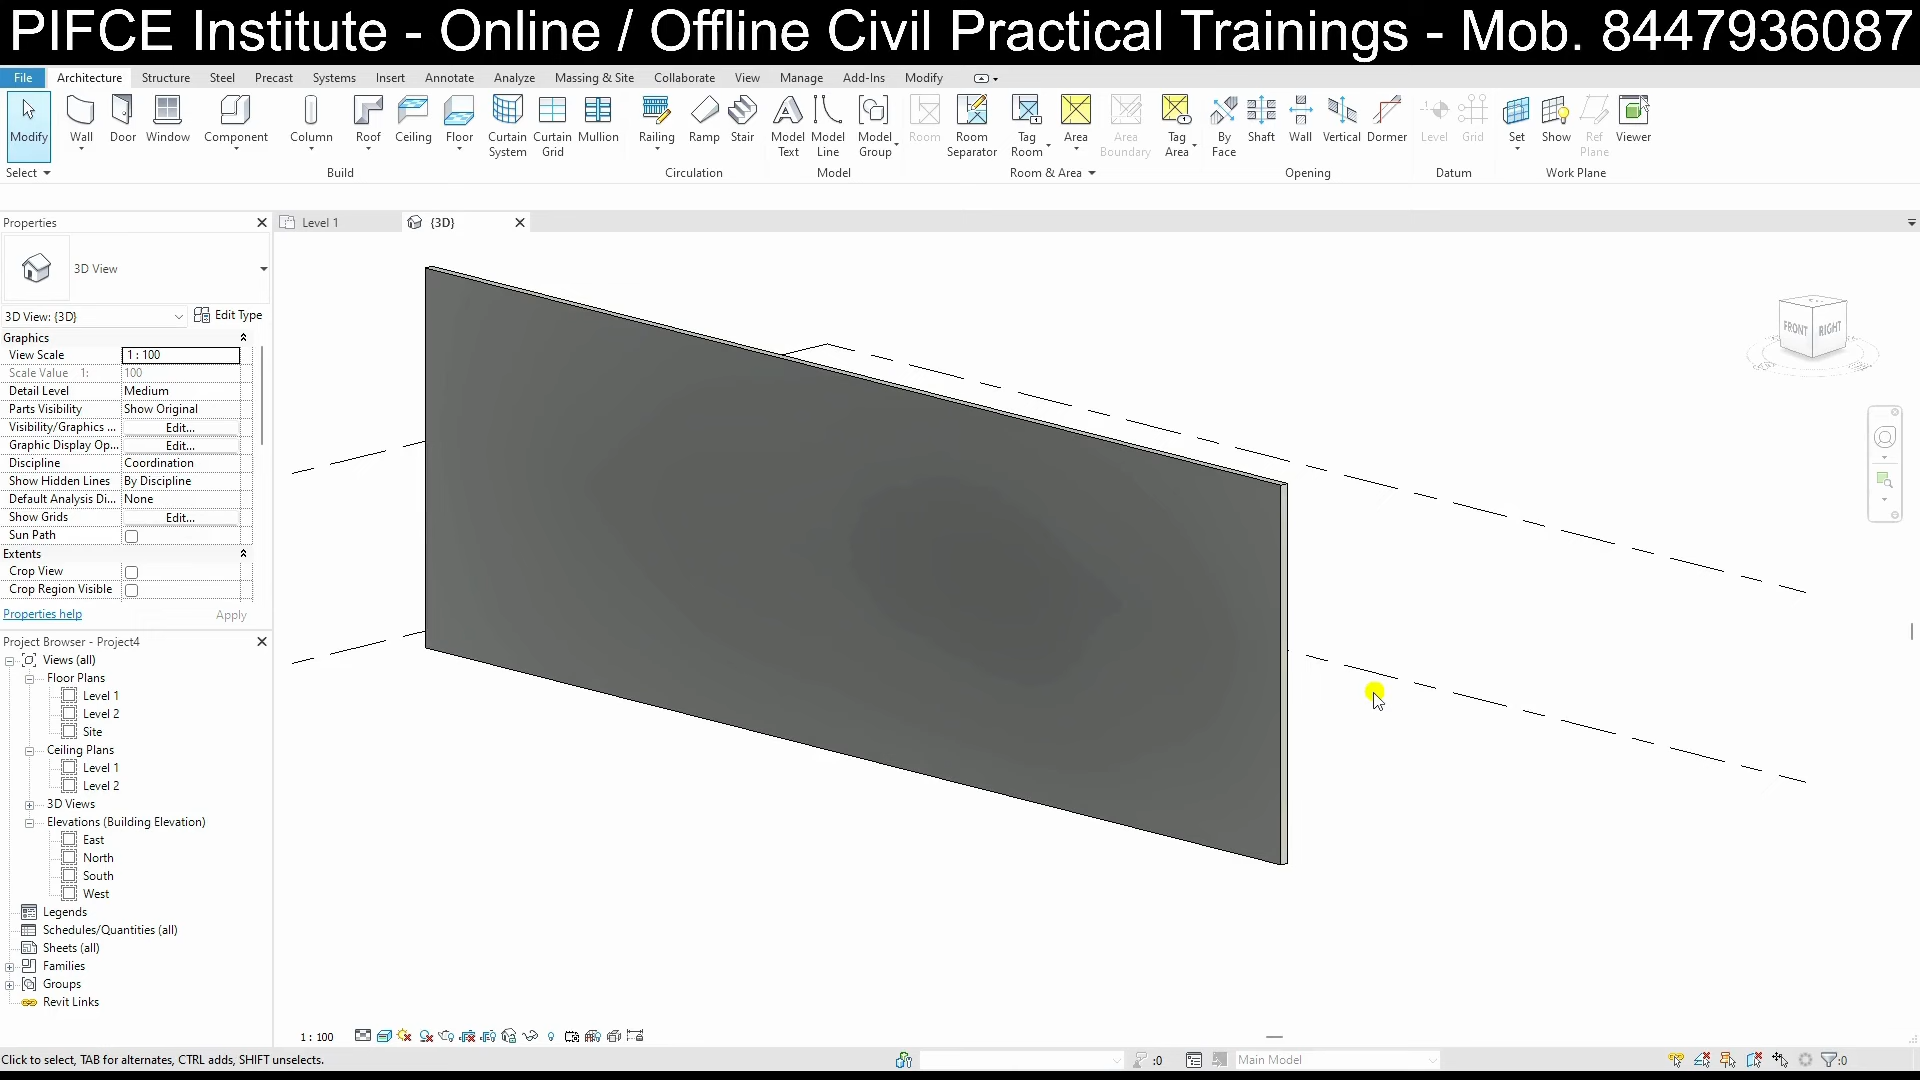 PIFCE Institute - Online / Offline Civil Practical Trainings - Mob. 8447936087
File Architecture Structure Steel Precast Systems Insert Annotate Analyze Massing & Site Collaborate View Manage Add-Ins Modify
Modify Wall Door Window Component Column Roof Ceiling Floor Curtain System Curtain Grid Mullion Railing Ramp Stair Model Text Model Line Model Group Room Room Separator Tag Room Area Area Boundary Tag Area By Face Shaft Wall Vertical Dormer Level Grid Set Show Ref Plane Viewer
Select Build Circulation Model Room & Area Opening Datum Work Plane
Properties
Level 1
{3D}
3D View
3D View: {3D}
Edit Type
Graphics
View Scale 1 : 100
Scale Value 1: 100
Detail Level Medium
Parts Visibility Show Original
Visibility/Graphics ... Edit...
Graphic Display Op... Edit...
Discipline Coordination
Show Hidden Lines By Discipline
Default Analysis Di... None
Show Grids Edit...
Sun Path
Extents
Crop View
Crop Region Visible
Properties help
Apply
Project Browser - Project4
Views (all)
Floor Plans
Level 1
Level 2
Site
Ceiling Plans
Level 1
Level 2
3D Views
Elevations (Building Elevation)
East
North
South
West
Legends
Schedules/Quantities (all)
Sheets (all)
Families
Groups
Revit Links
FRONT RIGHT
1 : 100
Click to select, TAB for alternates, CTRL adds, SHIFT unselects.
:0
Main Model
:0